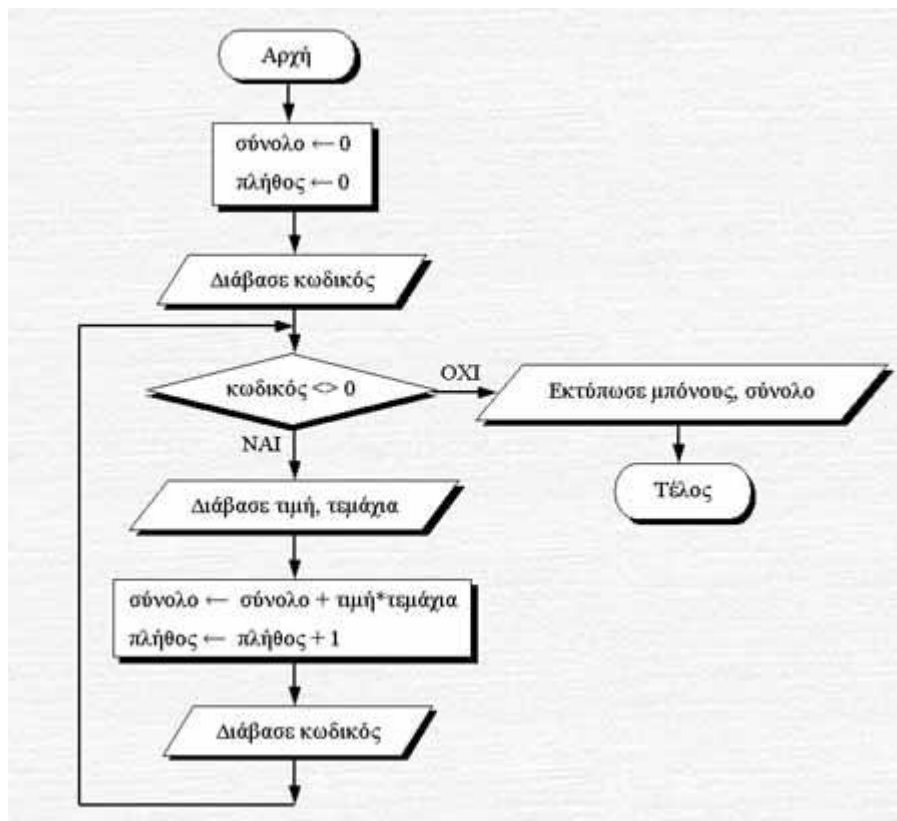 Αρχή
σύνολο ← 0
πλήθος ← 0
Διάβασε κωδικός
κωδικός <> 0
ΟΧΙ
Εκτύπωσε μπόνους, σύνολο
Τέλος
ΝΑΙ
Διάβασε τιμή, τεμάχια
σύνολο ← σύνολο + τιμή*τεμάχια
πλήθος ← πλήθος + 1
Διάβασε κωδικός